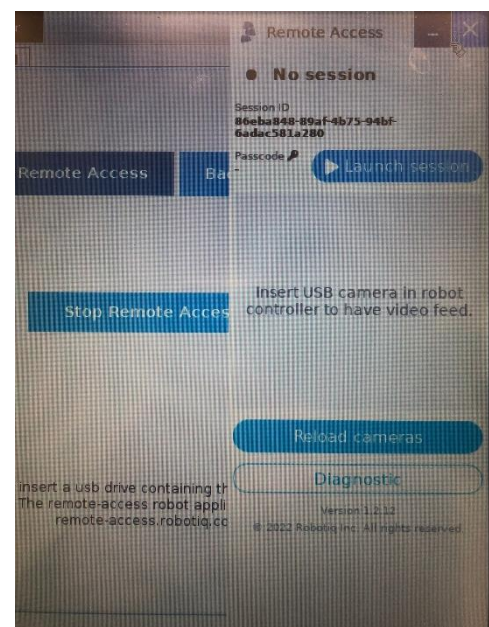 Remote Access
No session
Session ID
86eba848-89af-4b75-94bf-
6adac581a280
Passcode
-
Launch session
Insert USB camera in robot
controller to have video feed.
Reload cameras
Diagnostic
Version 1.2.12
© 2022 Robotiq Inc. All rights reserved.
Remote Access
Ba
Stop Remote Acces
insert a usb drive containing th
The remote-access robot appli
remote-access.robotiq.cc